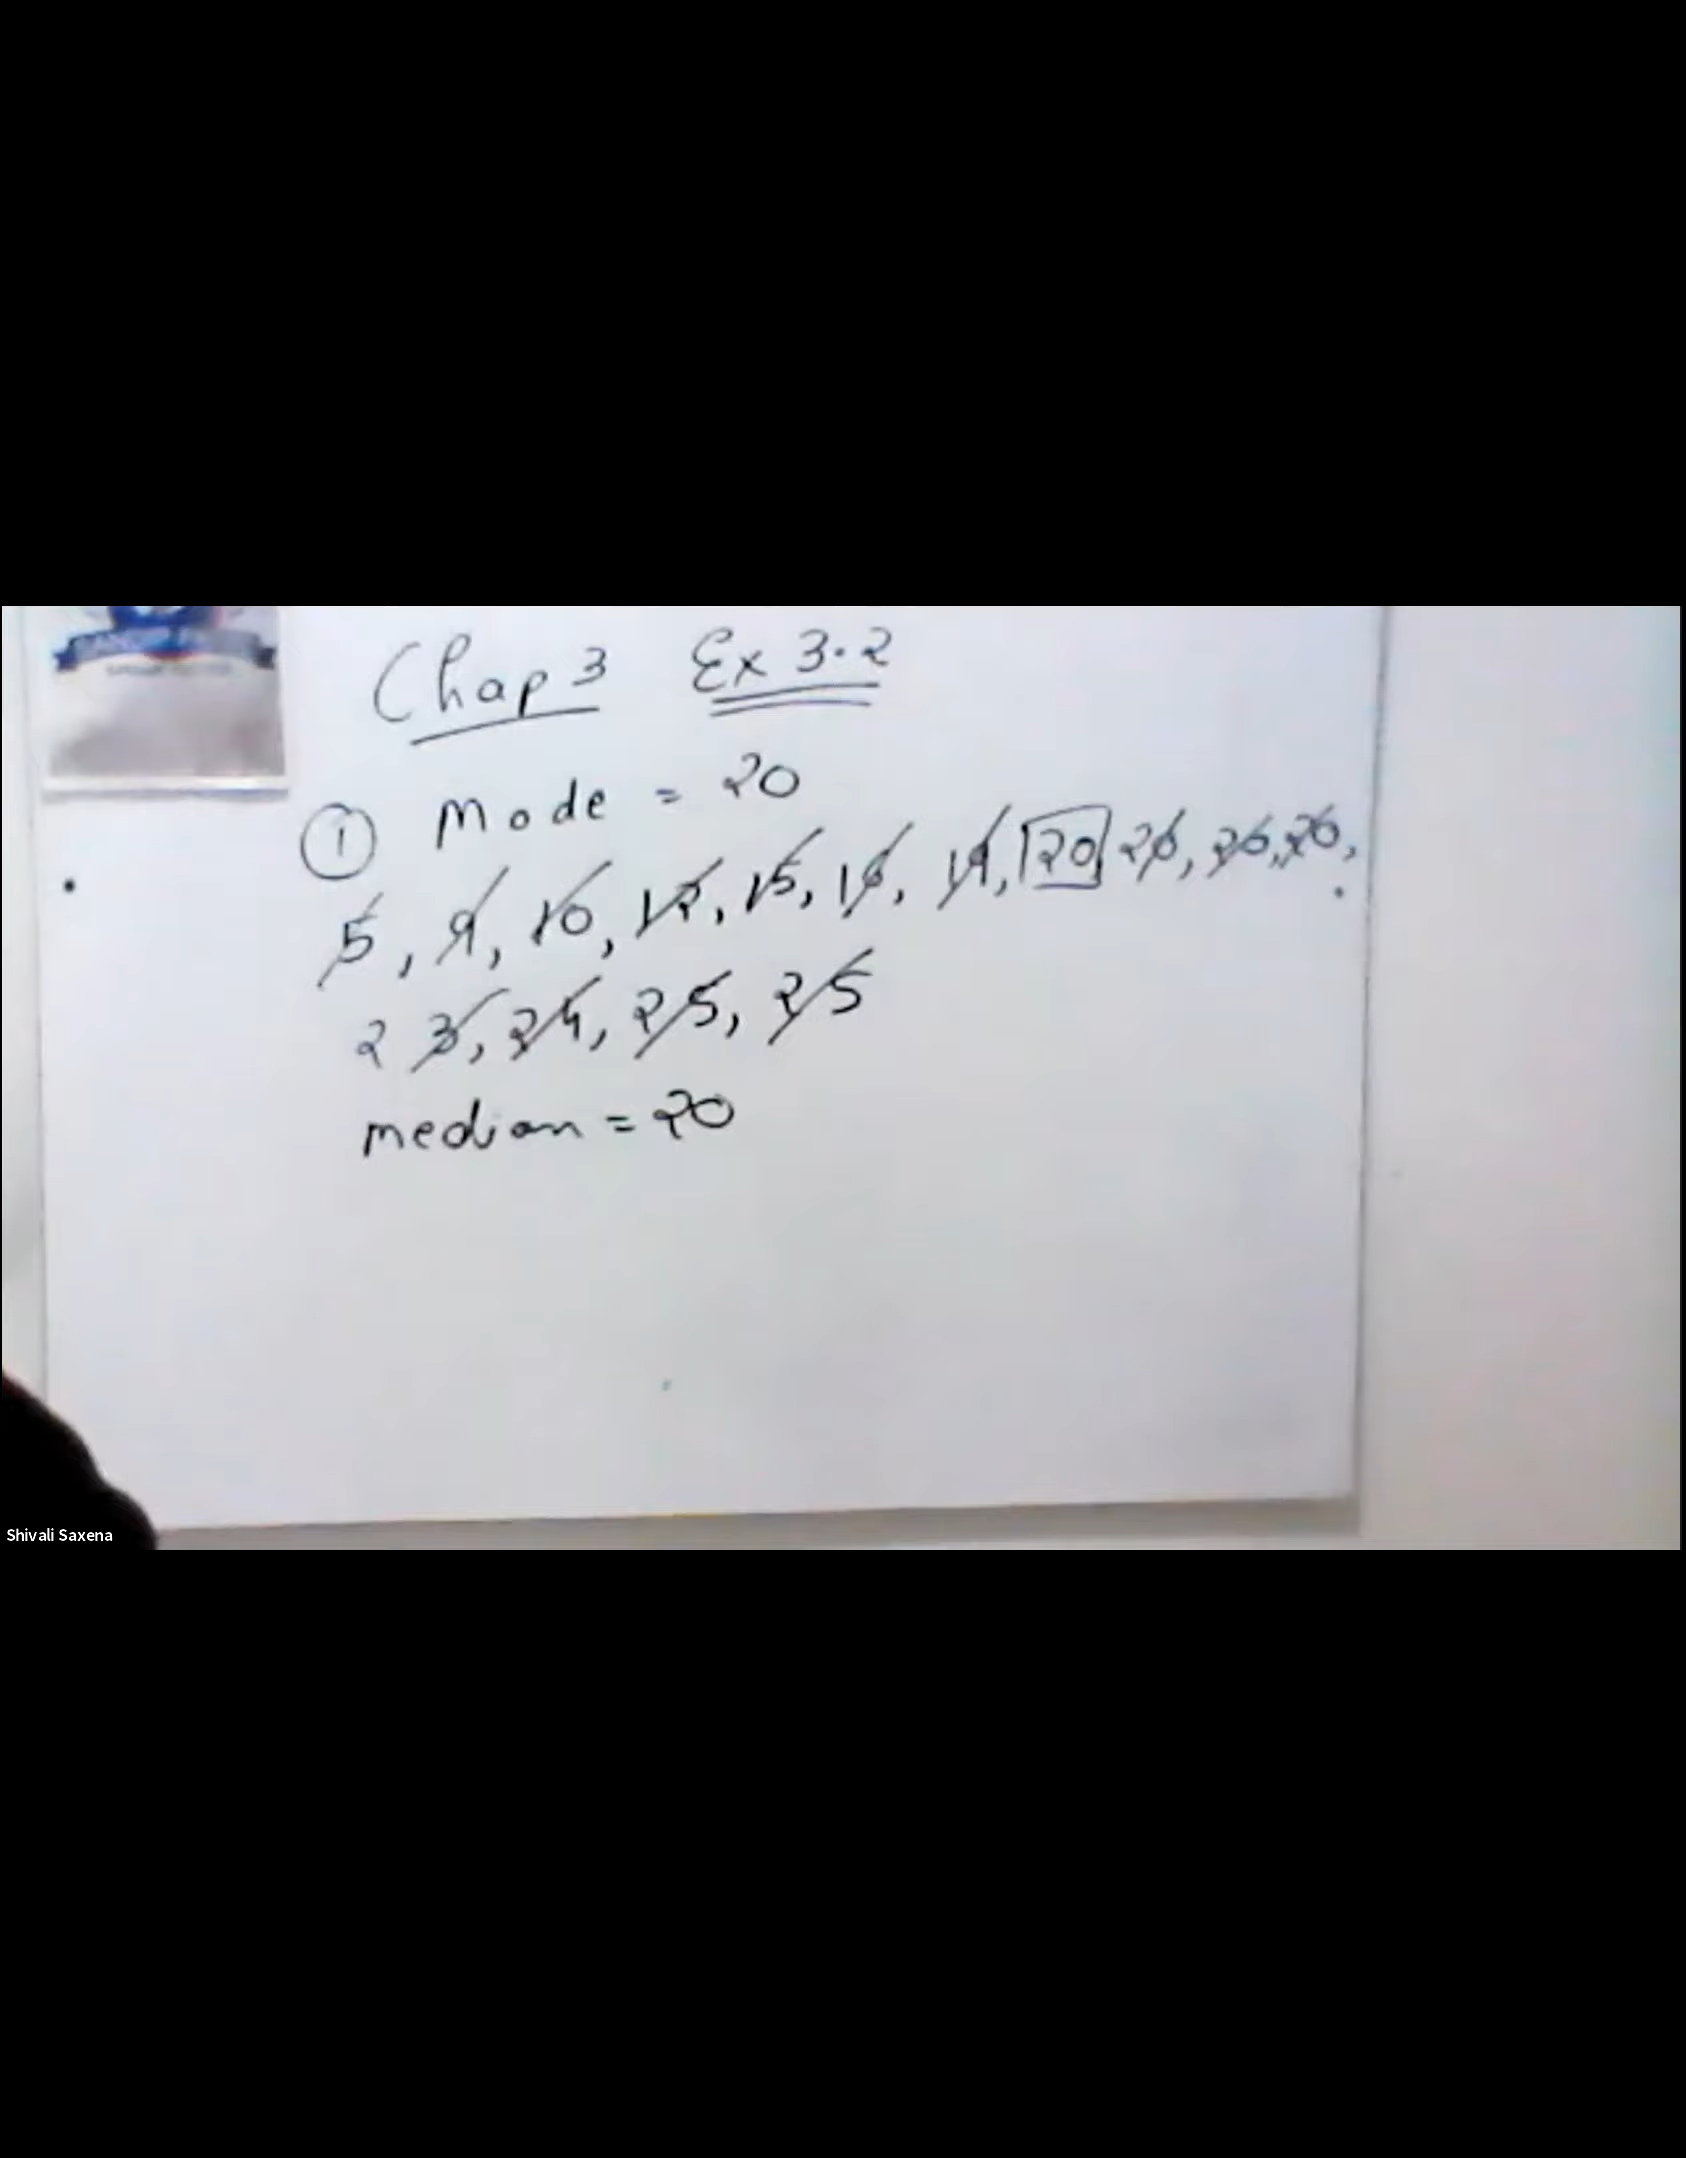 Chap 3 Ex 3.2
① Mode = 20
5, 9, 10, 12, 15, 16, 19, 20 20, 20, 20,
23, 24, 25, 25
median = 20
Shivali Saxena